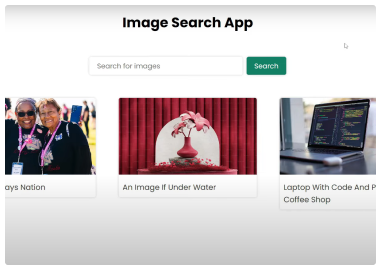 Image Search App
Search for images
Search
ays Nation
An Image If Under Water
Laptop With Code And P
Coffee Shop